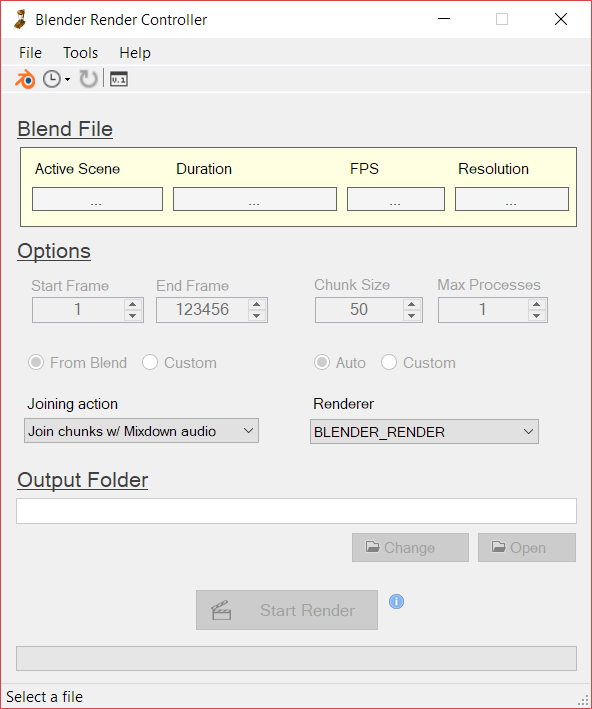 Blender Render Controller
File Tools Help
V.1
Blend File
Active Scene Duration FPS Resolution
... ... ... ...
Options
Start Frame End Frame Chunk Size Max Processes
1 123456 50 1
From Blend Custom Auto Custom
Joining action Renderer
Join chunks w/ Mixdown audio BLENDER_RENDER
Output Folder
Change Open
Start Render i
Select a file